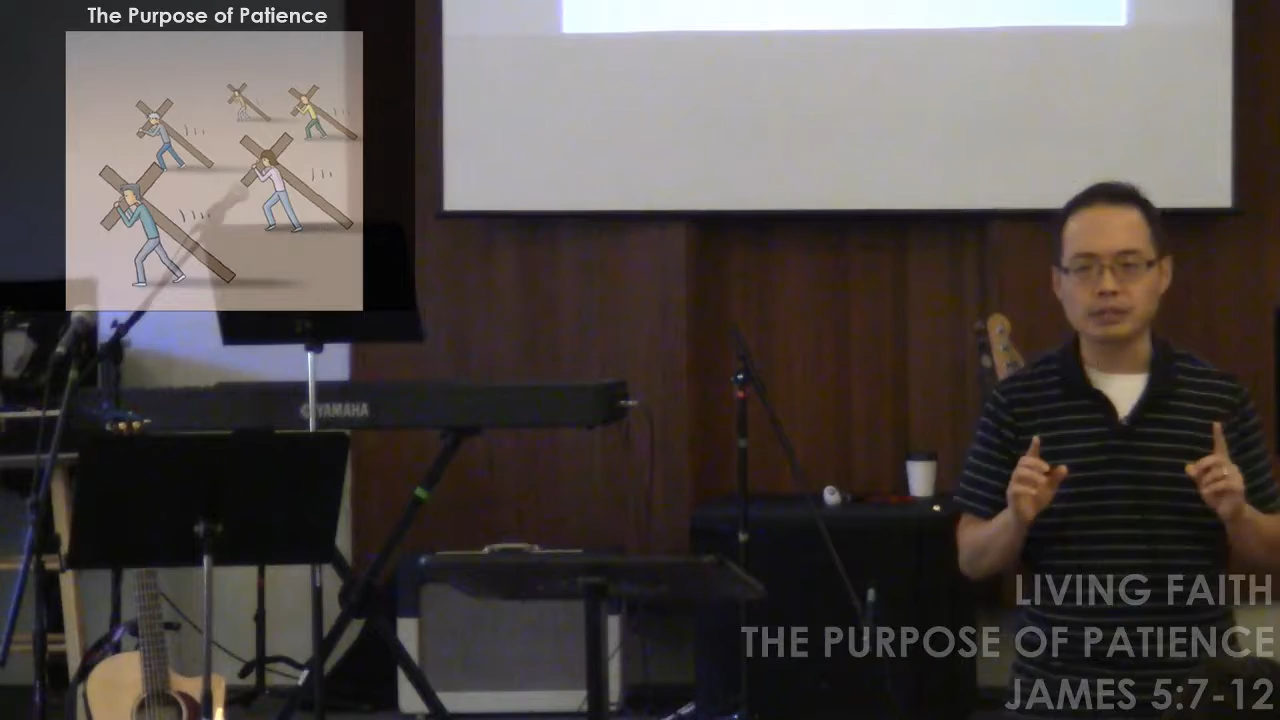 The Purpose of Patience
YAMAHA
LIVING FAITH
THE PURPOSE OF PATIENCE
JAMES 5:7-12